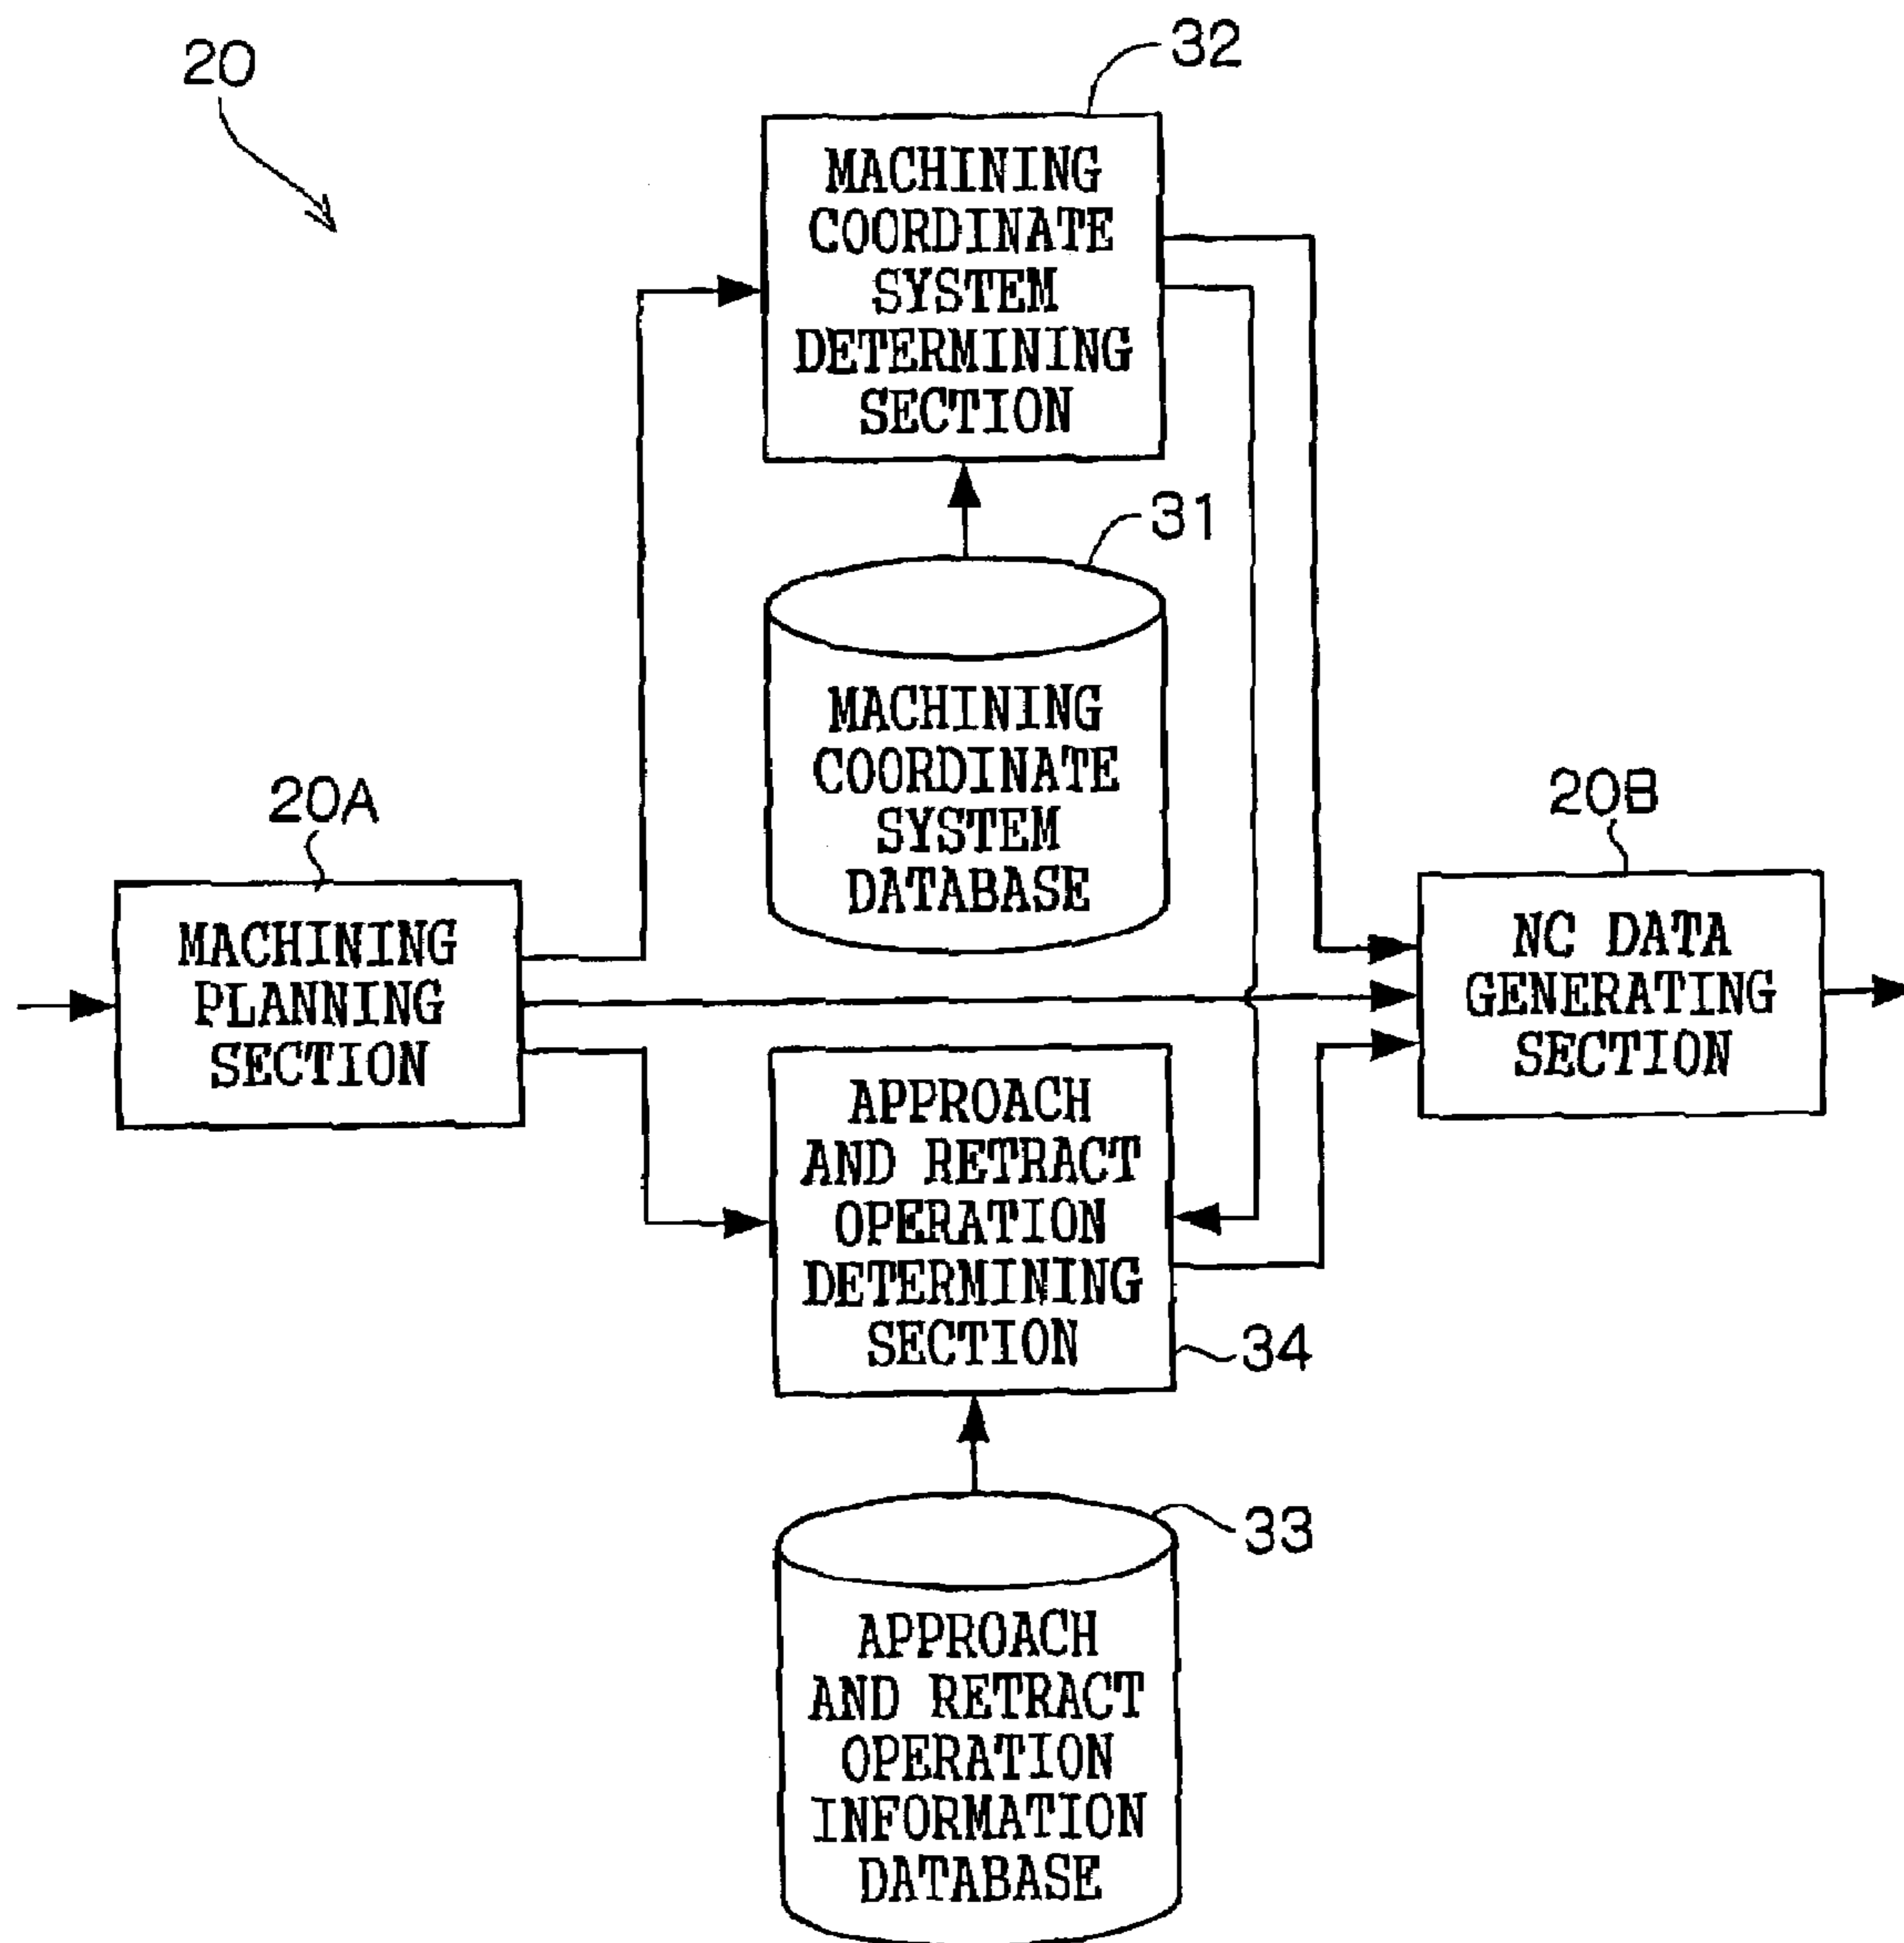 20
32
MACHINING
COORDINATE
SYSTEM
DETERMINING
SECTION
31
MACHINING
COORDINATE
SYSTEM
DATABASE
20A
MACHINING
PLANNING
SECTION
20B
NC DATA
GENERATING
SECTION
APPROACH
AND RETRACT
OPERATION
DETERMINING
SECTION
34
33
APPROACH
AND RETRACT
OPERATION
INFORMATION
DATABASE